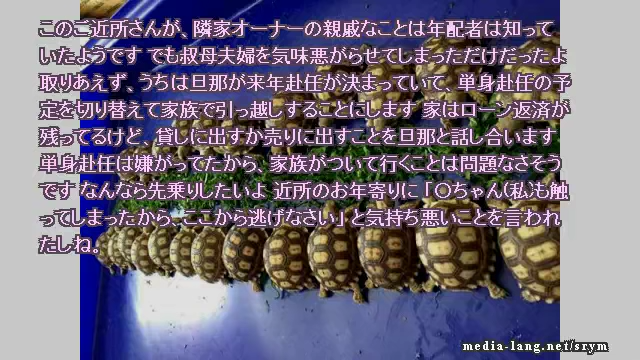 このご近所さんが、隣家オーナーの親戚なことは年配者は知って
いたようです でも叔母夫婦を気味悪がらせてしまっただけだったよ
取りあえず、うちは旦那が来年赴任が決まっていて、単身赴任の予
定を切り替えて家族で引っ越しすることにします 家はローン返済が
残ってるけど、貸しに出すか売りに出すことを旦那と話し合います
単身赴任は嫌がってたから、家族がついて行くことは問題なさそう
です なんなら先乗りしたいよ 近所のお年寄りに「〇ちゃん(私)も触
ってしまったから、ここから逃げなさい」と気持ち悪いことを言われ
たしね。
media-lang.net/srym